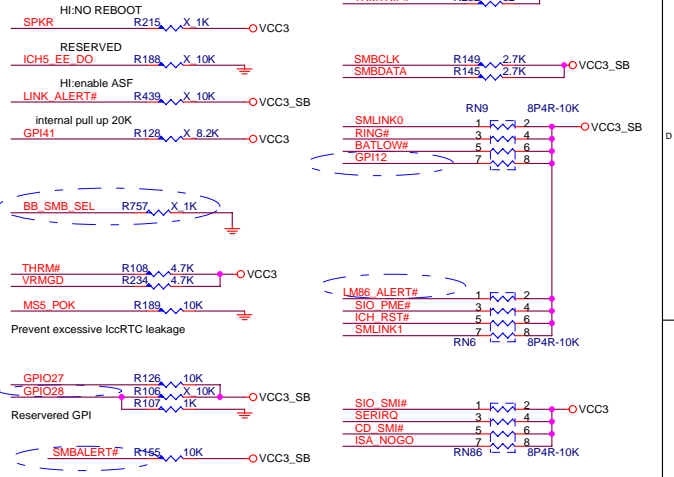 HI:NO REBOOT
SPKR R215 X_1K VCC3
RESERVED
ICH5_EE_DO R188 X_10K
HI:enable ASF
LINK_ALERT# R439 X_10K VCC3_SB
internal pull up 20K
GPI41 R128 X_8.2K VCC3
BB_SMB_SEL R757 X_1K
THRM# R108 4.7K VCC3
VRMGD R234 4.7K
MS5_POK R189 10K
Prevent excessive IccRTC leakage
GPIO27 R126 10K
GPIO28 R106 X_10K VCC3_SB
R107 1K
Reservered GPI
SMBALERT# R155 10K VCC3_SB
SMBCLK R149 2.7K VCC3_SB
SMBDATA R145 2.7K
RN9 8P4R-10K
SMLINK0 1 2 VCC3_SB
RING# 3 4
BATLOW# 5 6
GPI12 7 8
LM86_ALERT# 1 2
SIO_PME# 3 4
ICH_RST# 5 6
SMLINK1 7 8
RN6 8P4R-10K
SIO_SMI# 1 2 VCC3
SERIRQ 3 4
CD_SMI# 5 6
ISA_NOGO 7 8
RN86 8P4R-10K
D